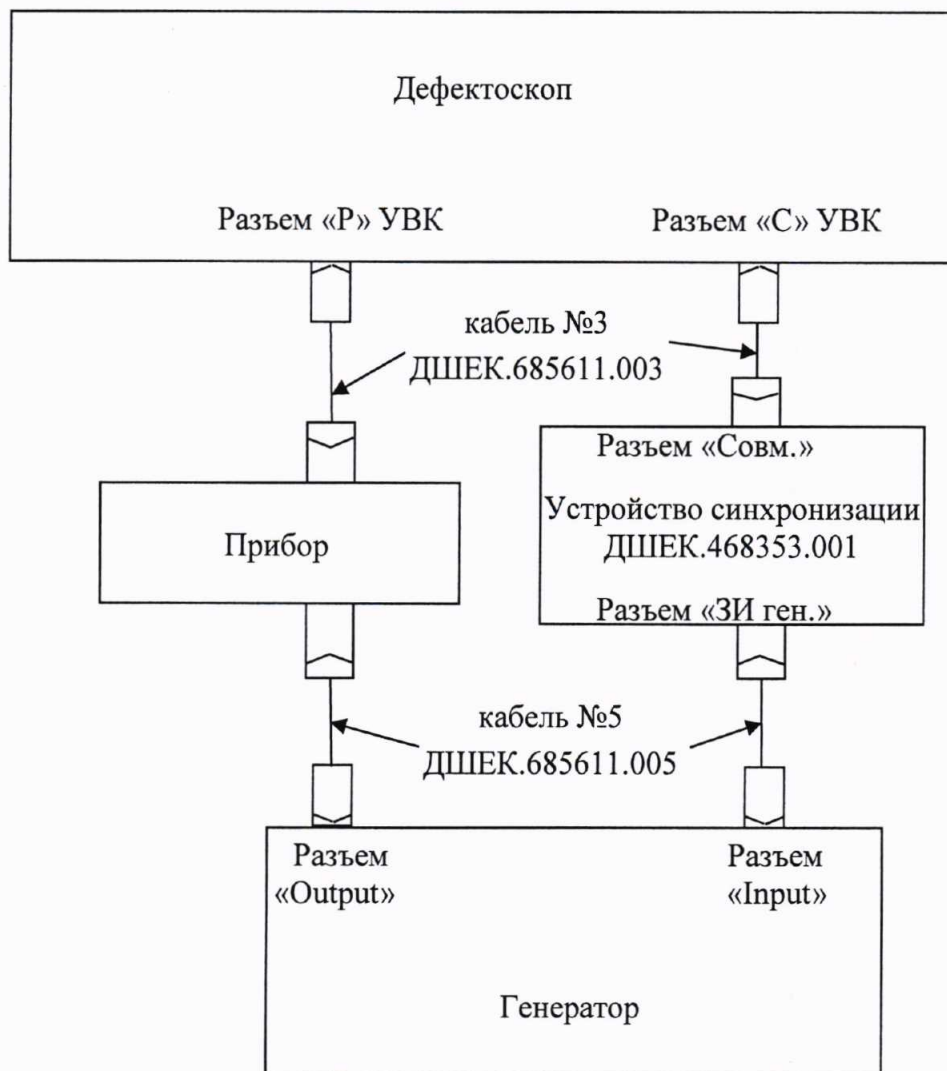 Дефектоскоп
Разъем «Р» УВК
Разъем «С» УВК
кабель №3
ДШЕК.685611.003
Разъем «Совм.»
Устройство синхронизации
ДШЕК.468353.001
Прибор
Разъем «ЗИ ген.»
кабель №5
ДШЕК.685611.005
Разъем
«Output»
Разъем
«Input»
Генератор